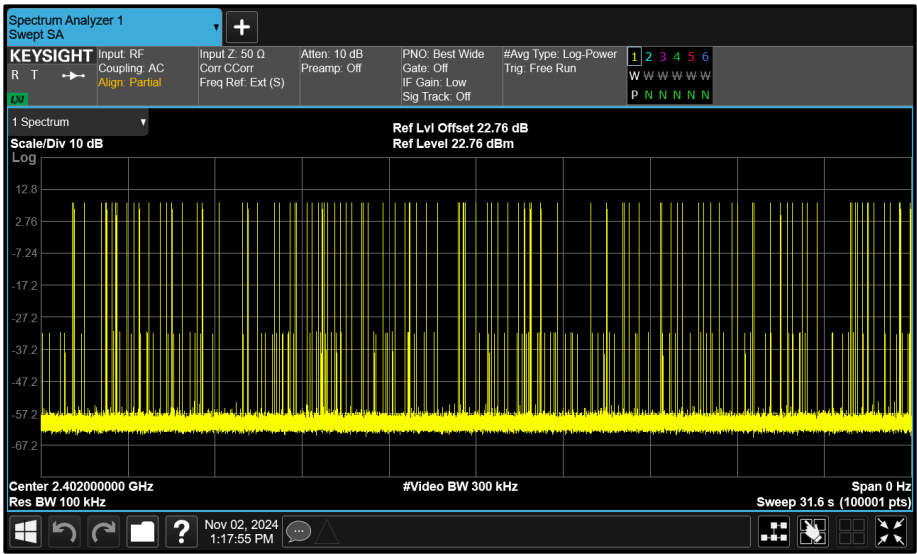 Spectrum Analyzer 1
Swept SA
+
KEYSIGHT Input: RF Input Z: 50 Ω Atten: 10 dB PNO: Best Wide #Avg Type: Log-Power 1 2 3 4 5 6
R T Coupling: AC Corr CCorr Preamp: Off Gate: Off Trig: Free Run W W W W W W
Align: Partial Freq Ref: Ext (S) IF Gain: Low P N N N N N
LXI Sig Track: Off
1 Spectrum
Ref Lvl Offset 22.76 dB
Scale/Div 10 dB Ref Level 22.76 dBm
Log
12.8
2.76
-7.24
-17.2
-27.2
-37.2
-47.2
-57.2
-67.2
Center 2.402000000 GHz #Video BW 300 kHz Span 0 Hz
Res BW 100 kHz Sweep 31.6 s (100001 pts)
? Nov 02, 2024
1:17:55 PM